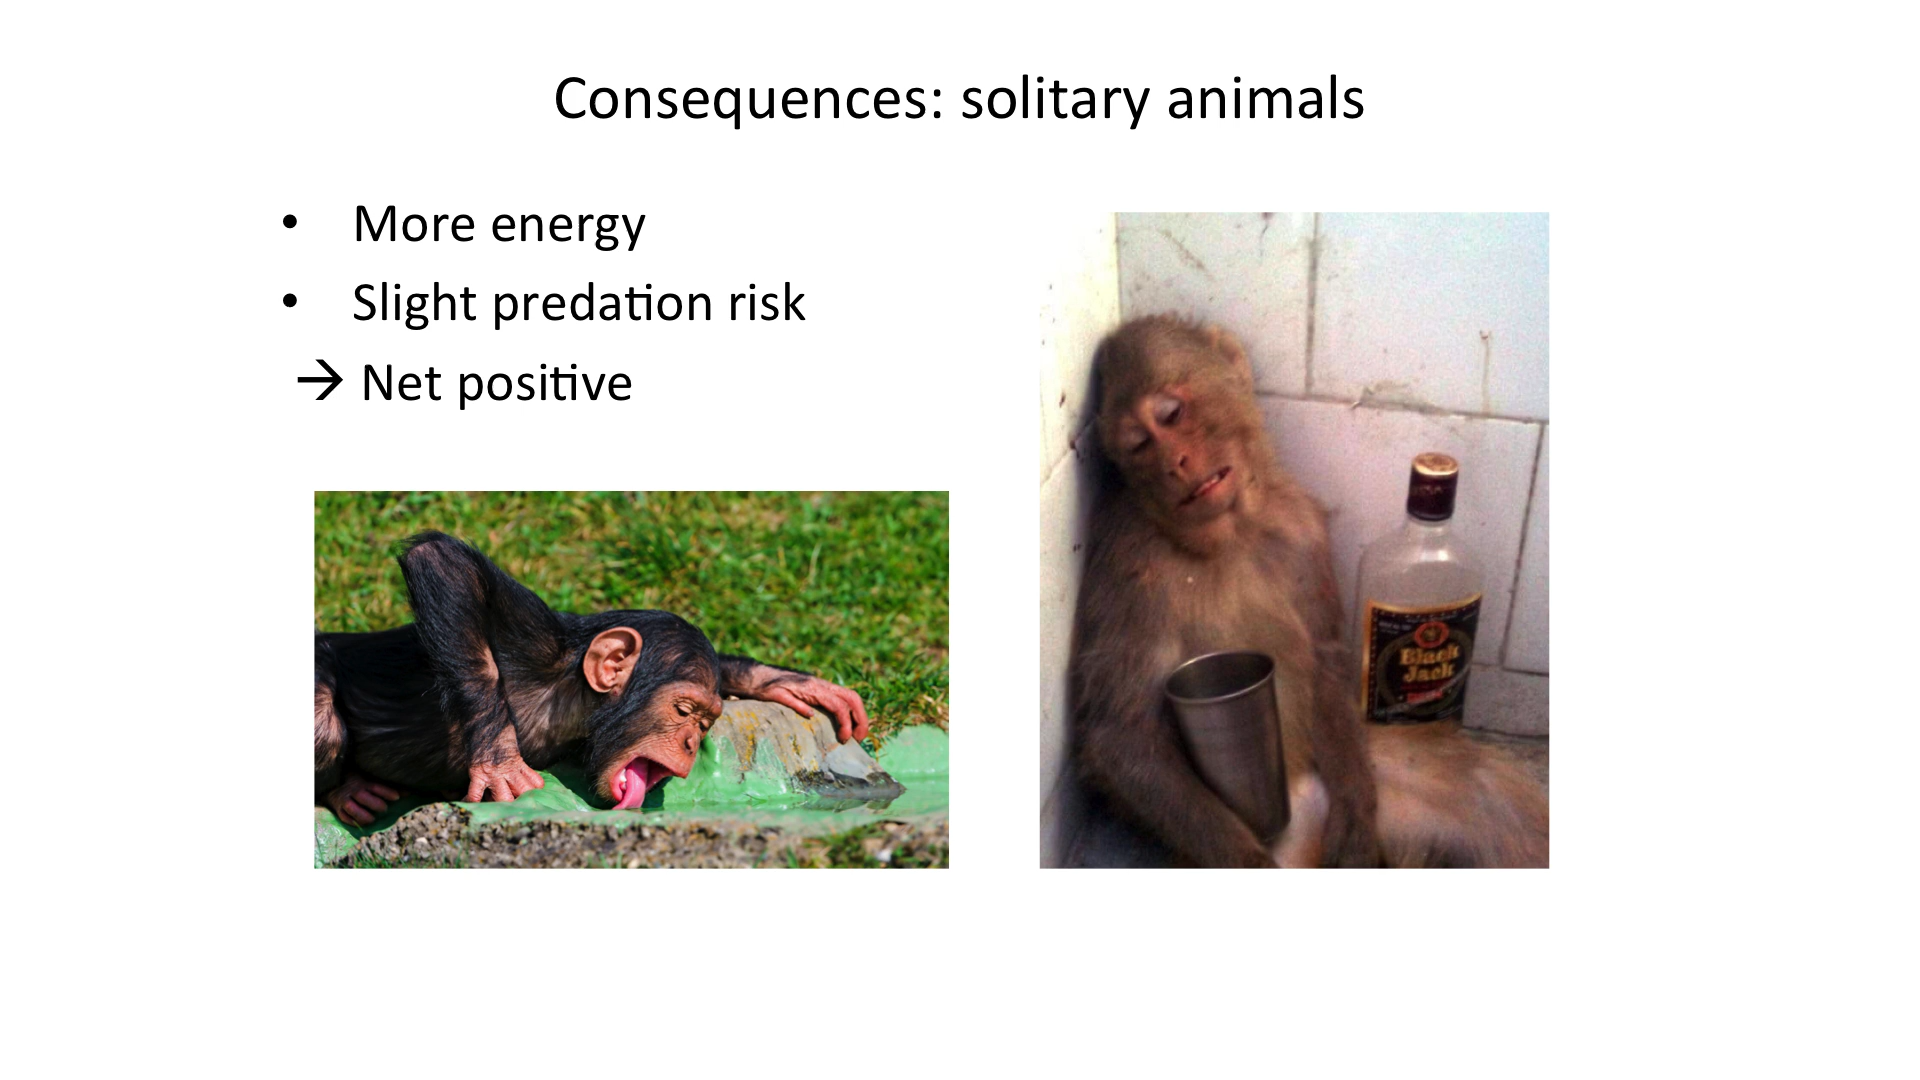 Consequences: solitary animals
• More energy
• Slight predation risk
→ Net positive
Black
Jack